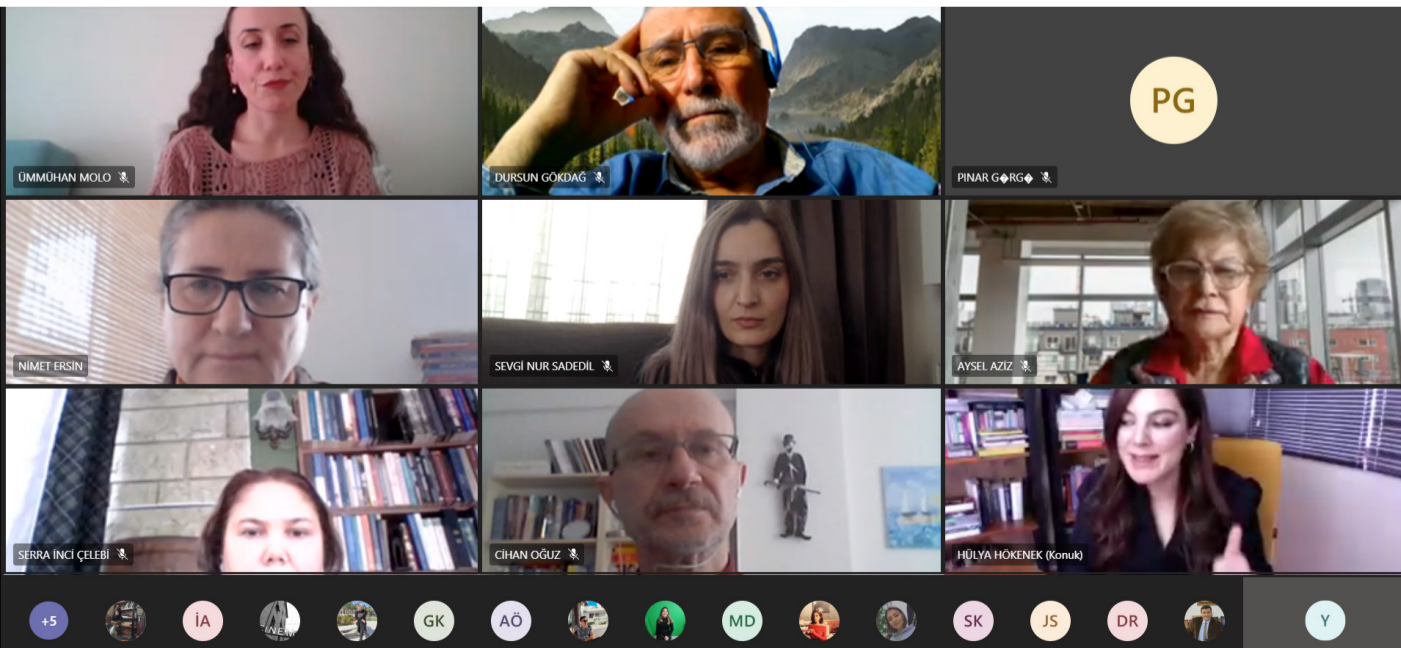 ÜMMÜHAN MOLO
DURSUN GÖKDAĞ
PG
PINAR G�RG�
NİMET ERSİN
SEVGİ NUR SADEDİL
AYSEL AZİZ
SERRA İNCİ ÇELEBİ
CİHAN OĞUZ
HÜLYA HÖKENEK (Konuk)
+5
İA
GK
AÖ
MD
SK
JS
DR
Y